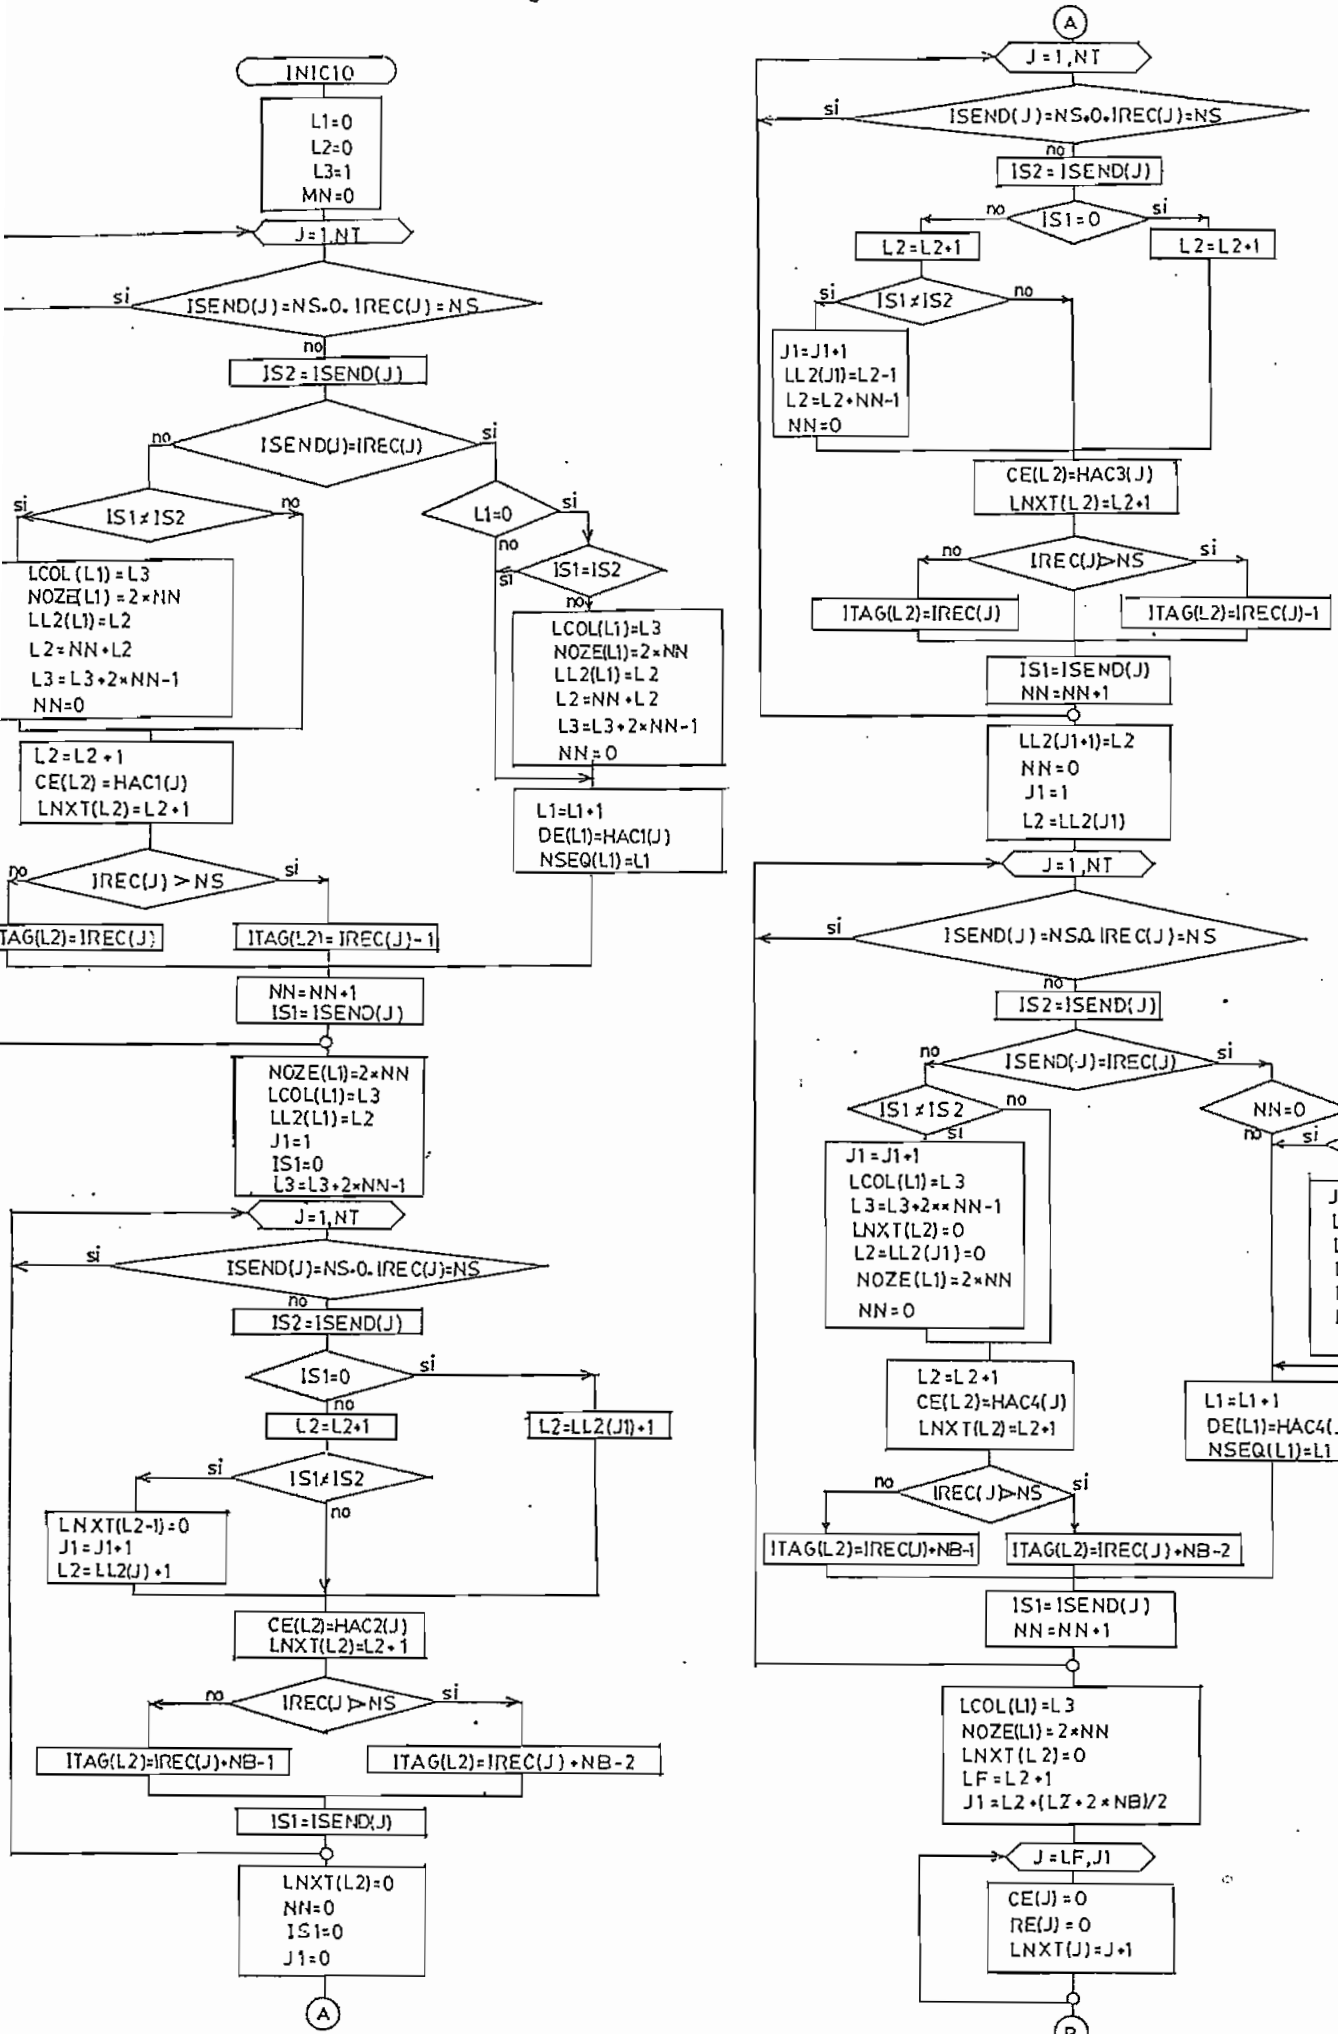 INICIO
L1=0
L2=0
L3=1
MN=0
J=1,NT
si
ISEND(J)=NS.O.IREC(J)=NS
no
IS2=ISEND(J)
no
ISEND(J)=IREC(J)
si
si
IS1≠IS2
no
L1=0
si
no
IS1=IS2
si
no
LCOL(L1)=L3
NOZE(L1)=2*NN
LL2(L1)=L2
L2=NN+L2
L3=L3+2*NN-1
NN=0
LCOL(L1)=L3
NOZE(L1)=2*NN
LL2(L1)=L2
L2=NN+L2
L3=L3+2*NN-1
NN=0
L2=L2+1
CE(L2)=HAC1(J)
LNXT(L2)=L2+1
L1=L1+1
DE(L1)=HAC1(J)
NSEQ(L1)=L1
no
IREC(J)>NS
si
TAG(L2)=IREC(J)
ITAG(L2)=IREC(J)-1
NN=NN+1
IS1=ISEND(J)
NOZE(L1)=2*NN
LCOL(L1)=L3
LL2(L1)=L2
J1=1
IS1=0
L3=L3+2*NN-1
J=1,NT
si
ISEND(J)=NS.O.IREC(J)=NS
no
IS2=ISEND(J)
IS1=0
si
no
L2=L2+1
L2=LL2(J1)+1
si
IS1≠IS2
no
LNXT(L2-1)=0
J1=J1+1
L2=LL2(J)+1
CE(L2)=HAC2(J)
LNXT(L2)=L2+1
no
IREC(J)>NS
si
ITAG(L2)=IREC(J)+NB-1
ITAG(L2)=IREC(J)+NB-2
IS1=ISEND(J)
LNXT(L2)=0
NN=0
IS1=0
J1=0
A
A
J=1,NT
si
ISEND(J)=NS.O.IREC(J)=NS
no
IS2=ISEND(J)
no
IS1=0
si
L2=L2+1
L2=L2+1
si
IS1≠IS2
no
J1=J1+1
LL2(J1)=L2-1
L2=L2+NN-1
NN=0
CE(L2)=HAC3(J)
LNXT(L2)=L2+1
no
IREC(J)>NS
si
ITAG(L2)=IREC(J)
ITAG(L2)=IREC(J)-1
IS1=ISEND(J)
NN=NN+1
LL2(J1+1)=L2
NN=0
J1=1
L2=LL2(J1)
J=1,NT
si
ISEND(J)=NS.O.IREC(J)=NS
no
IS2=ISEND(J)
no
ISEND(J)=IREC(J)
si
IS1≠IS2
no
si
NN=0
no
si
J1=J1+1
LCOL(L1)=L3
L3=L3+2**NN-1
LNXT(L2)=0
L2=LL2(J1)=0
NOZE(L1)=2*NN
NN=0
L2=L2+1
CE(L2)=HAC4(J)
LNXT(L2)=L2+1
L1=L1+1
DE(L1)=HAC4(J
NSEQ(L1)=L1
no
IREC(J)>NS
si
ITAG(L2)=IREC(J)+NB-1
ITAG(L2)=IREC(J)+NB-2
IS1=ISEND(J)
NN=NN+1
LCOL(L1)=L3
NOZE(L1)=2*NN
LNXT(L2)=0
LF=L2+1
J1=L2+(L2+2*NB)/2
J=LF,J1
CE(J)=0
RE(J)=0
LNXT(J)=J+1